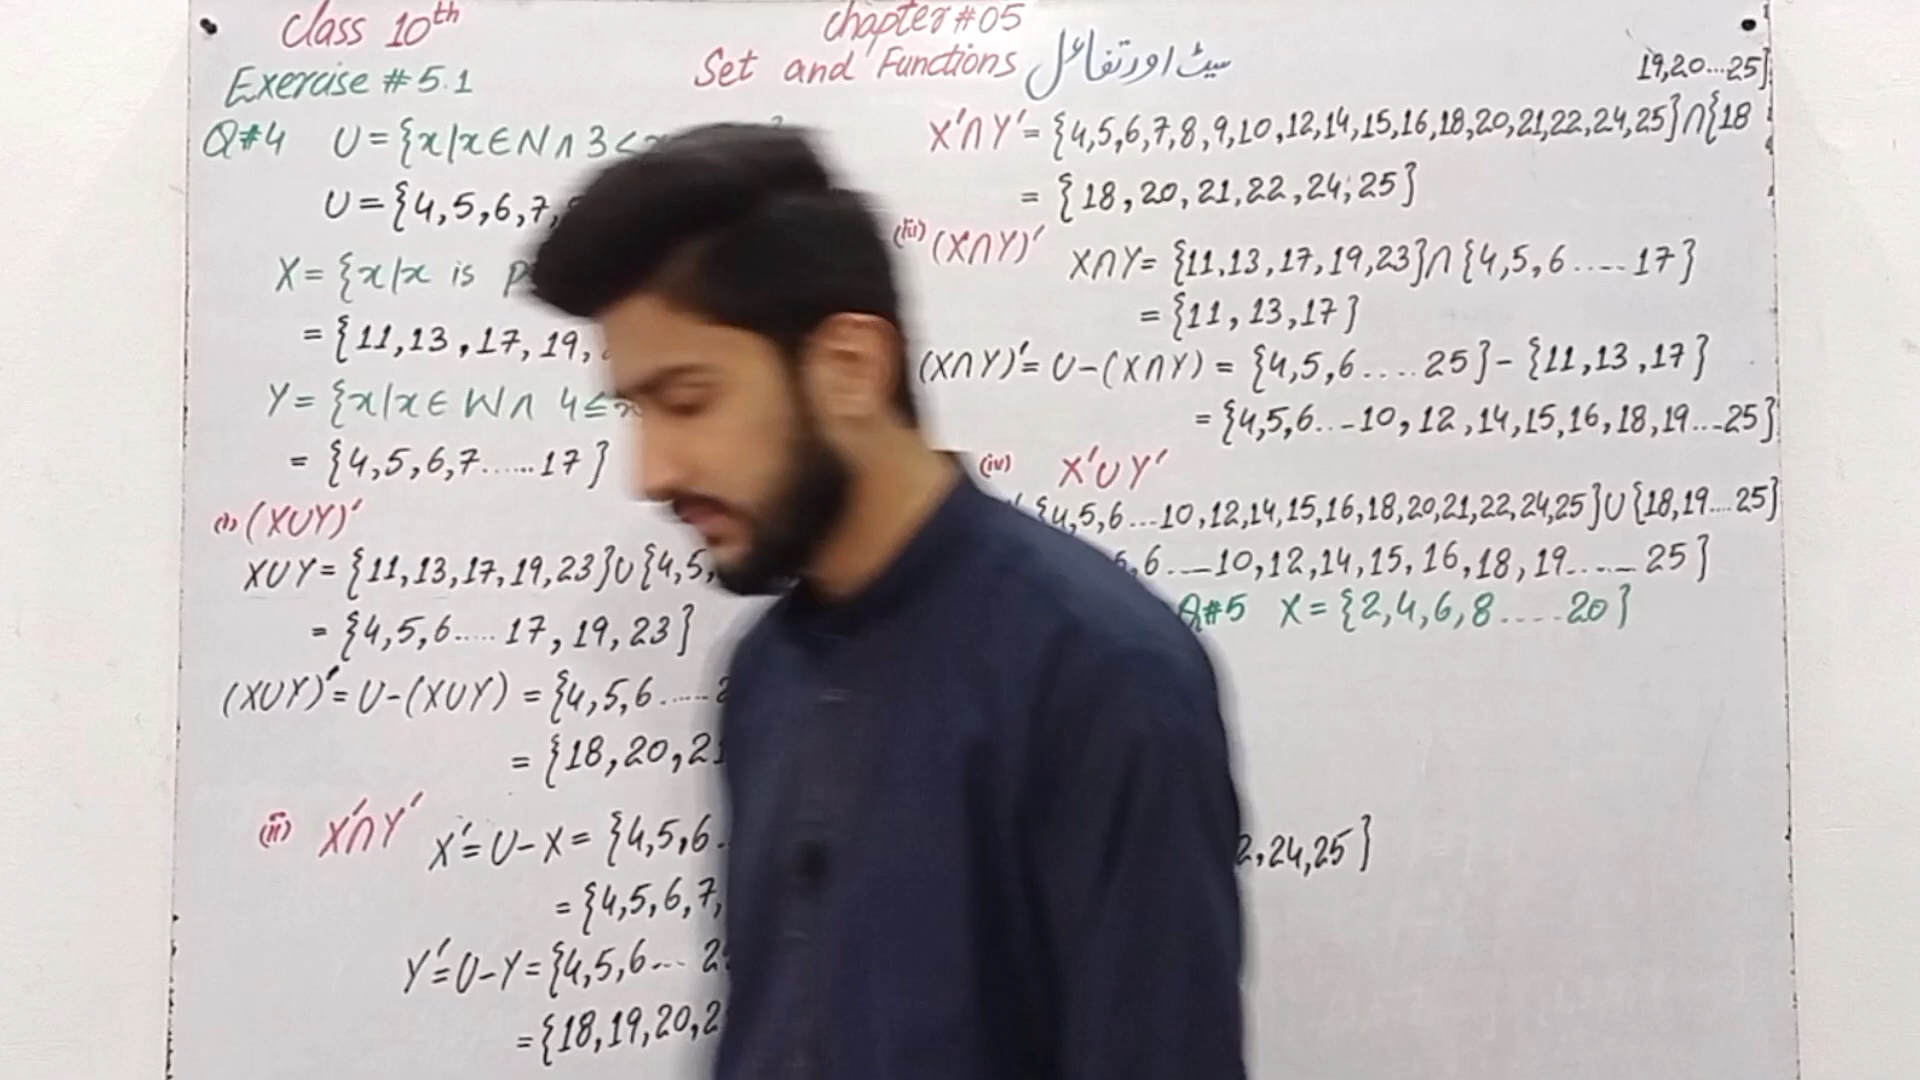 Class 10th
Chapter #05
Exercise #5.1
Set and Functions سیٹ اور تفاعل
Q#4 U={x/x∈N∧3<
U={4,5,6,7,
X={x/x is
={11,13,17,19,
Y={x/x∈W∧ 4≤x
={4,5,6,7......17}
(i) (X∪Y)'
X∪Y={11,13,17,19,23}∪{4,5,
={4,5,6.....17,19,23}
(X∪Y)'=U-(X∪Y)={4,5,6.....2
={18,20,21
(ii) X'∩Y' X'=U-X={4,5,6.
2,24,25}
={4,5,6,7,
Y'=U-Y={4,5,6... 2
={18,19,20,2
19,20...25}
X'∩Y'={4,5,6,7,8,9,10,12,14,15,16,18,20,21,22,24,25}∩{18
={18,20,21,22,24,25}
(iii) (X∩Y)' X∩Y={11,13,17,19,23}∩{4,5,6.....17}
={11,13,17}
(X∩Y)'=U-(X∩Y)={4,5,6....25}-{11,13,17}
={4,5,6...10,12,14,15,16,18,19...25}
(iv) X'∪Y'
{4,5,6...10,12,14,15,16,18,20,21,22,24,25}∪{18,19...25}
,6....10,12,14,15,16,18,19.....25}
Q#5 X={2,4,6,8....20}